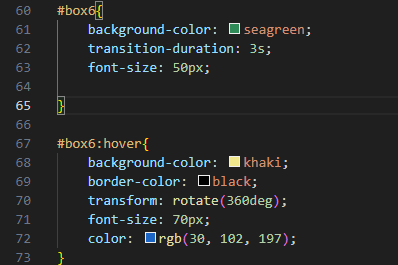 60 #box6{
61     background-color: seagreen;
62     transition-duration: 3s;
63     font-size: 50px;
64
65 }
66
67 #box6:hover{
68     background-color: khaki;
69     border-color: black;
70     transform: rotate(360deg);
71     font-size: 70px;
72     color: rgb(30, 102, 197);
73 }